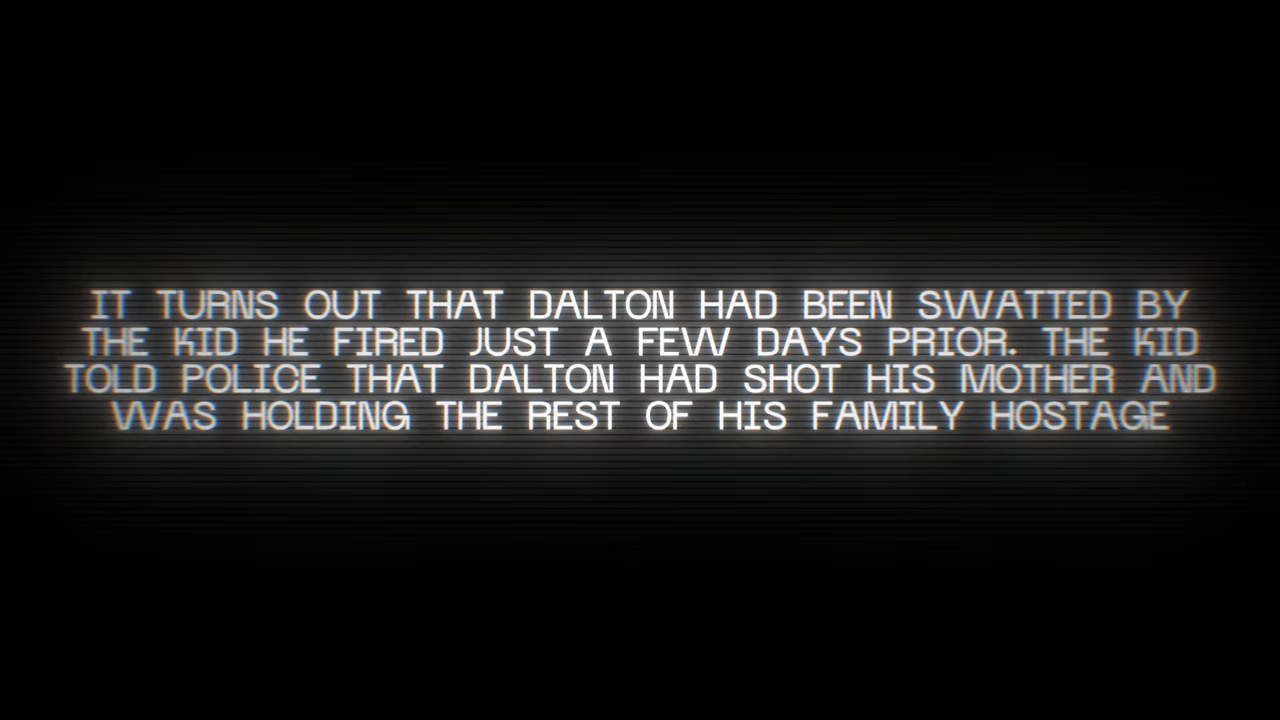 IT TURNS OUT THAT DALTON HAD BEEN SWATTED BY
THE KID HE FIRED JUST A FEW DAYS PRIOR. THE KID
TOLD POLICE THAT DALTON HAD SHOT HIS MOTHER AND
WAS HOLDING THE REST OF HIS FAMILY HOSTAGE